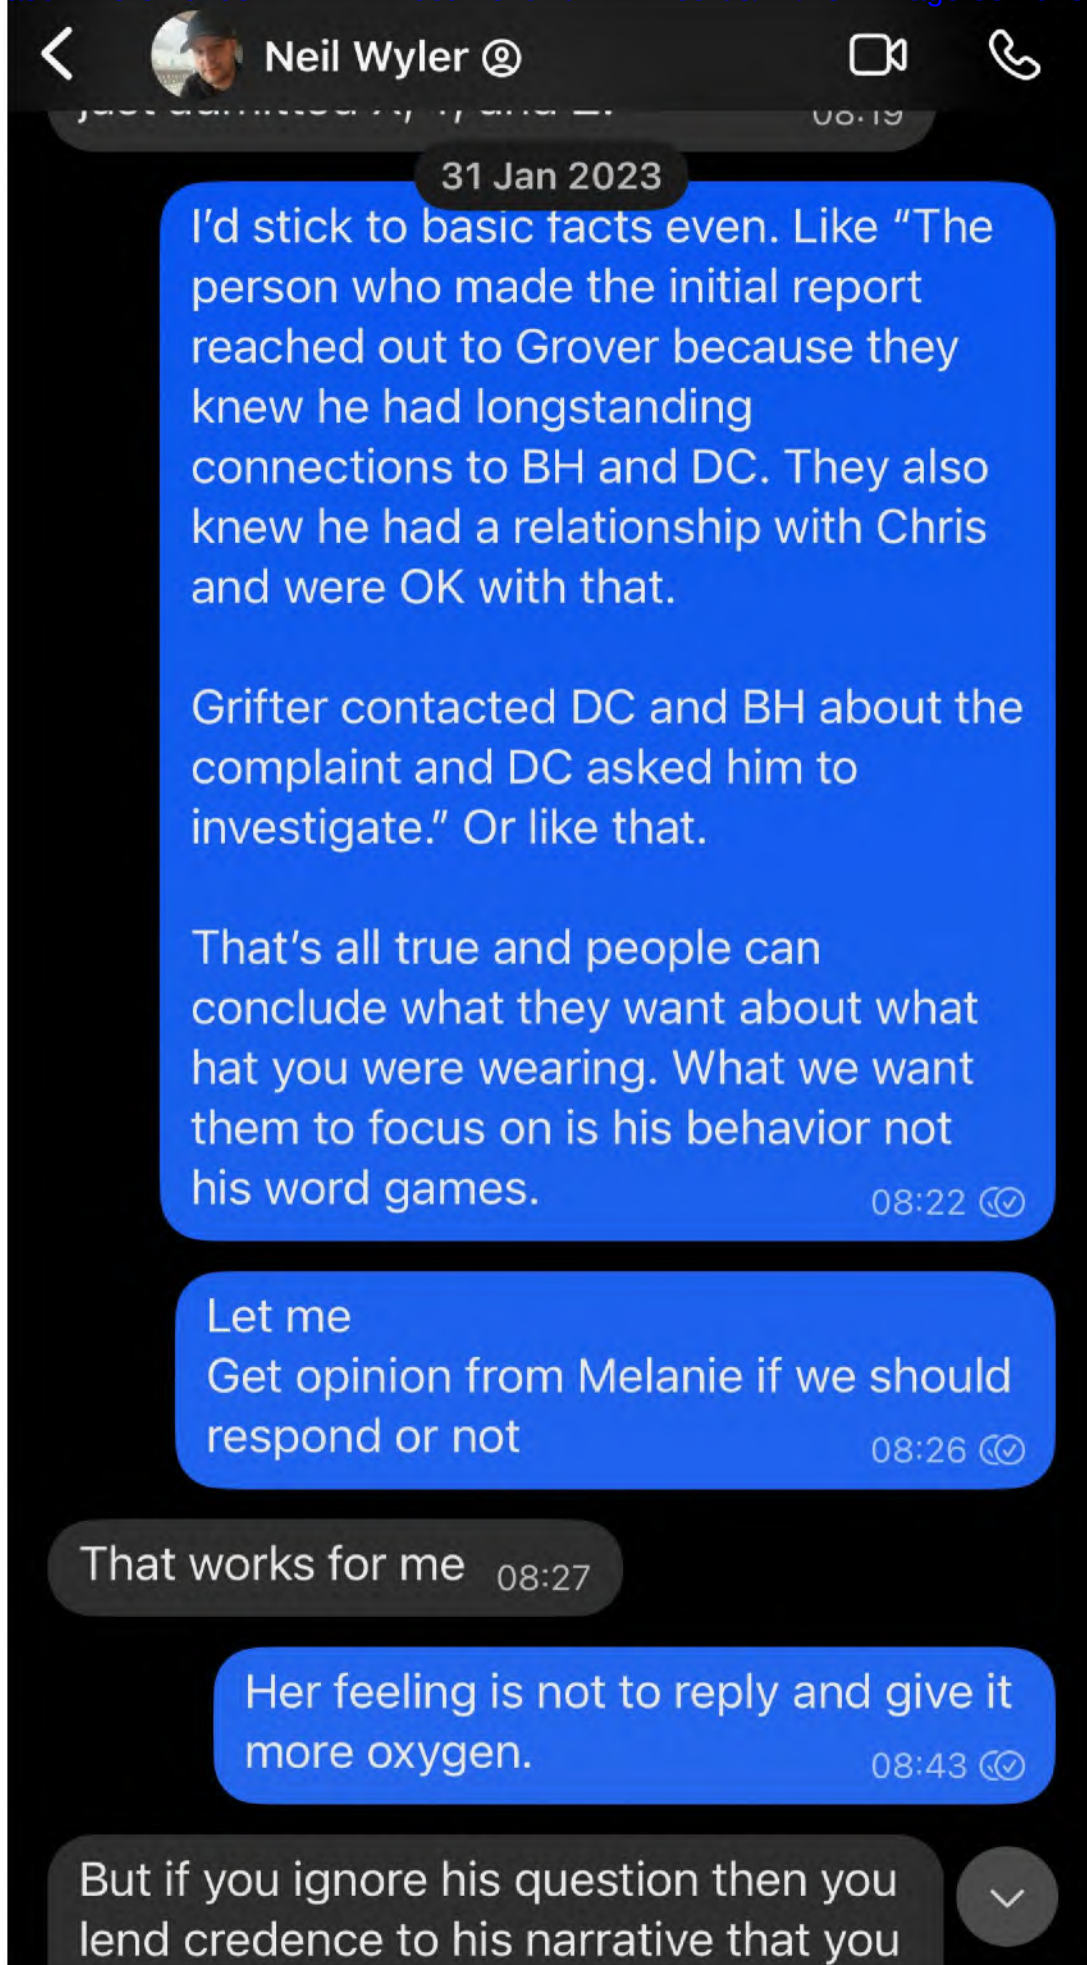 Neil Wyler
just admitted X, Y, and Z. 08:19
31 Jan 2023
I'd stick to basic facts even. Like "The
person who made the initial report
reached out to Grover because they
knew he had longstanding
connections to BH and DC. They also
knew he had a relationship with Chris
and were OK with that.
Grifter contacted DC and BH about the
complaint and DC asked him to
investigate." Or like that.
That's all true and people can
conclude what they want about what
hat you were wearing. What we want
them to focus on is his behavior not
his word games.
08:22
Let me
Get opinion from Melanie if we should
respond or not
08:26
That works for me 08:27
Her feeling is not to reply and give it
more oxygen.
08:43
But if you ignore his question then you
lend credence to his narrative that you